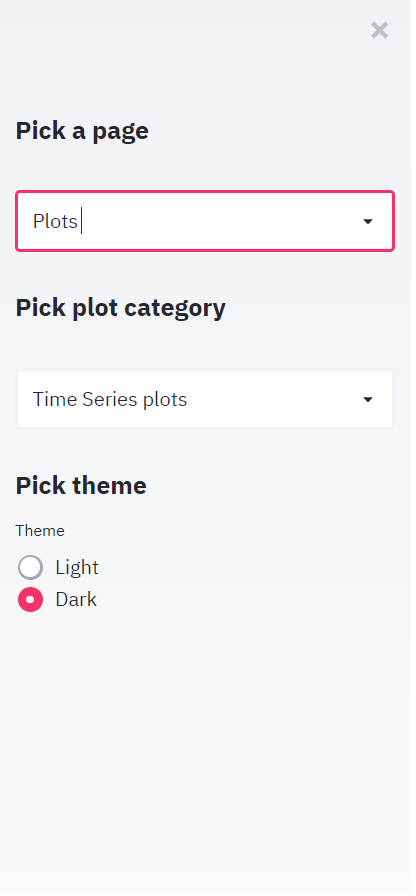 Pick a page
Plots
Pick plot category
Time Series plots
Pick theme
Theme
Light
Dark